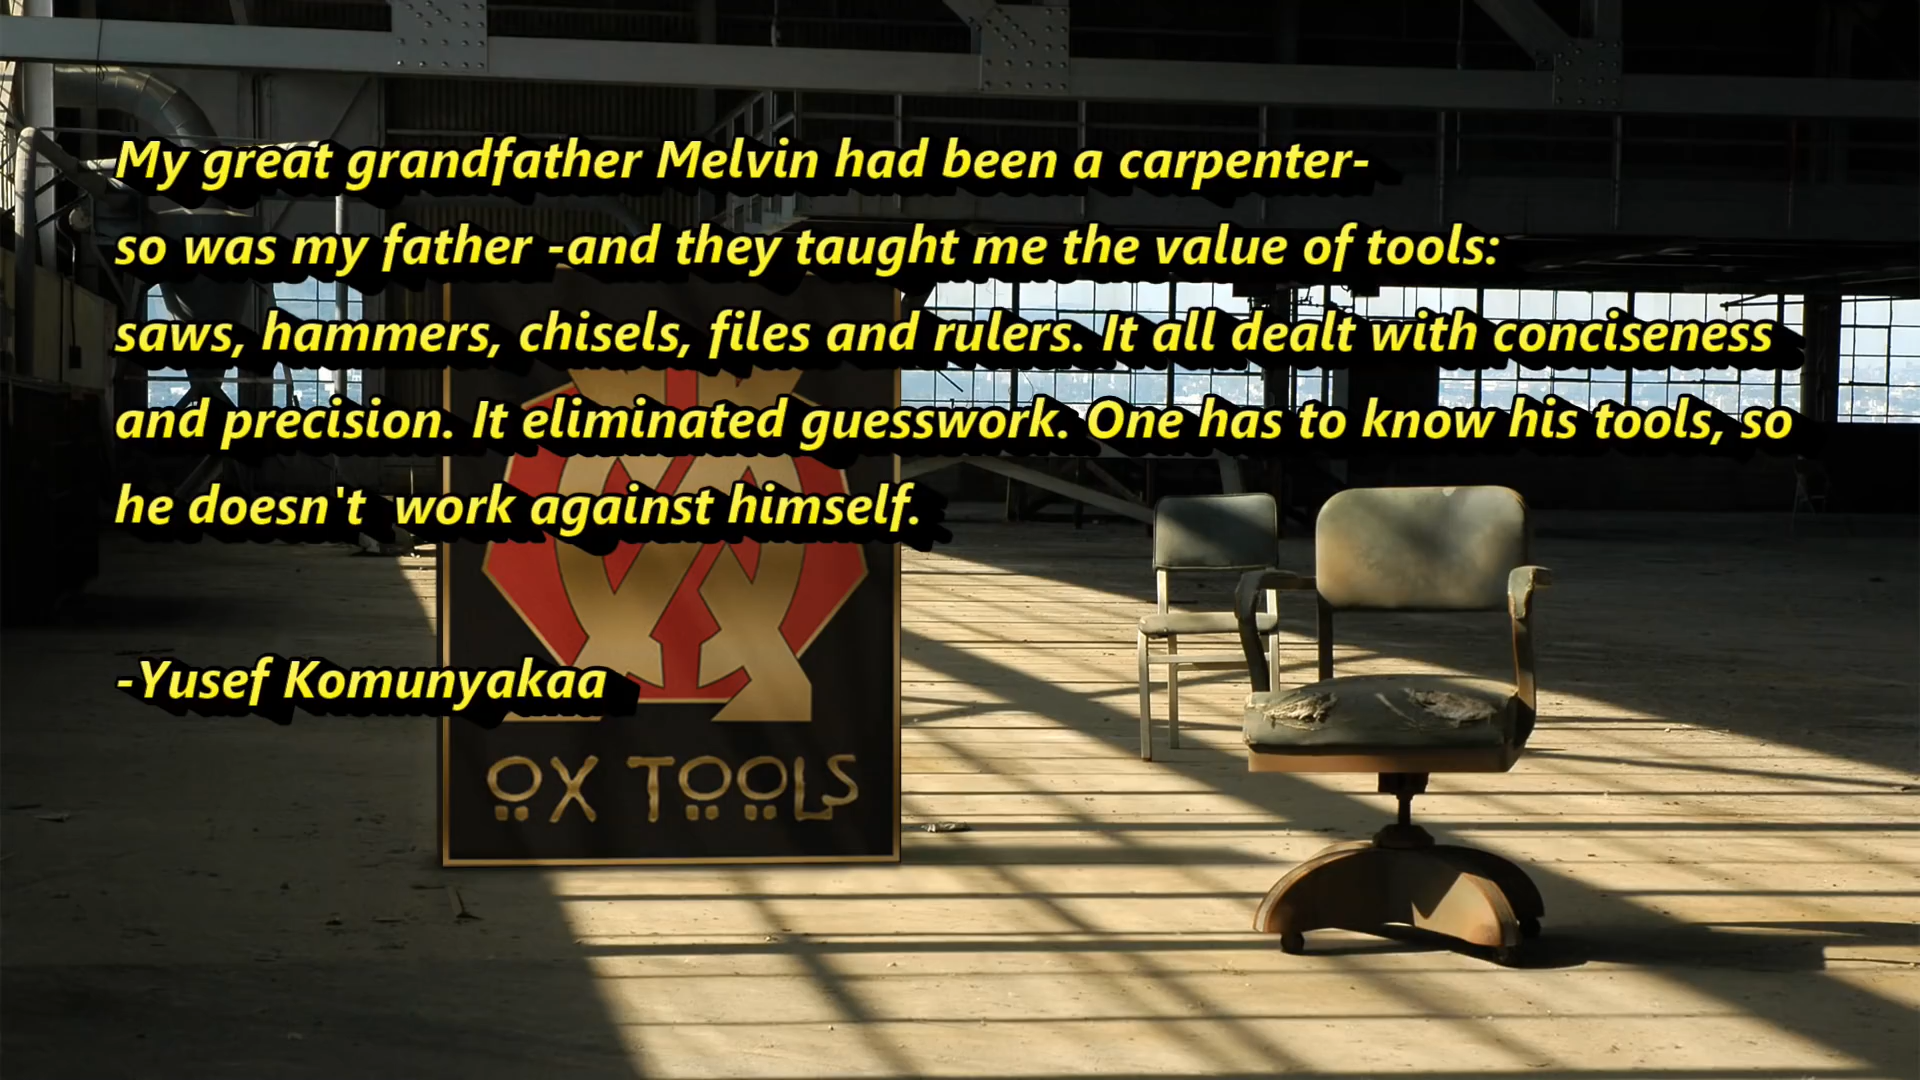 My great grandfather Melvin had been a carpenter-
so was my father -and they taught me the value of tools:
saws, hammers, chisels, files and rulers. It all dealt with conciseness
and precision. It eliminated guesswork. One has to know his tools, so
he doesn't  work against himself.
-Yusef Komunyakaa
OX TOOLS